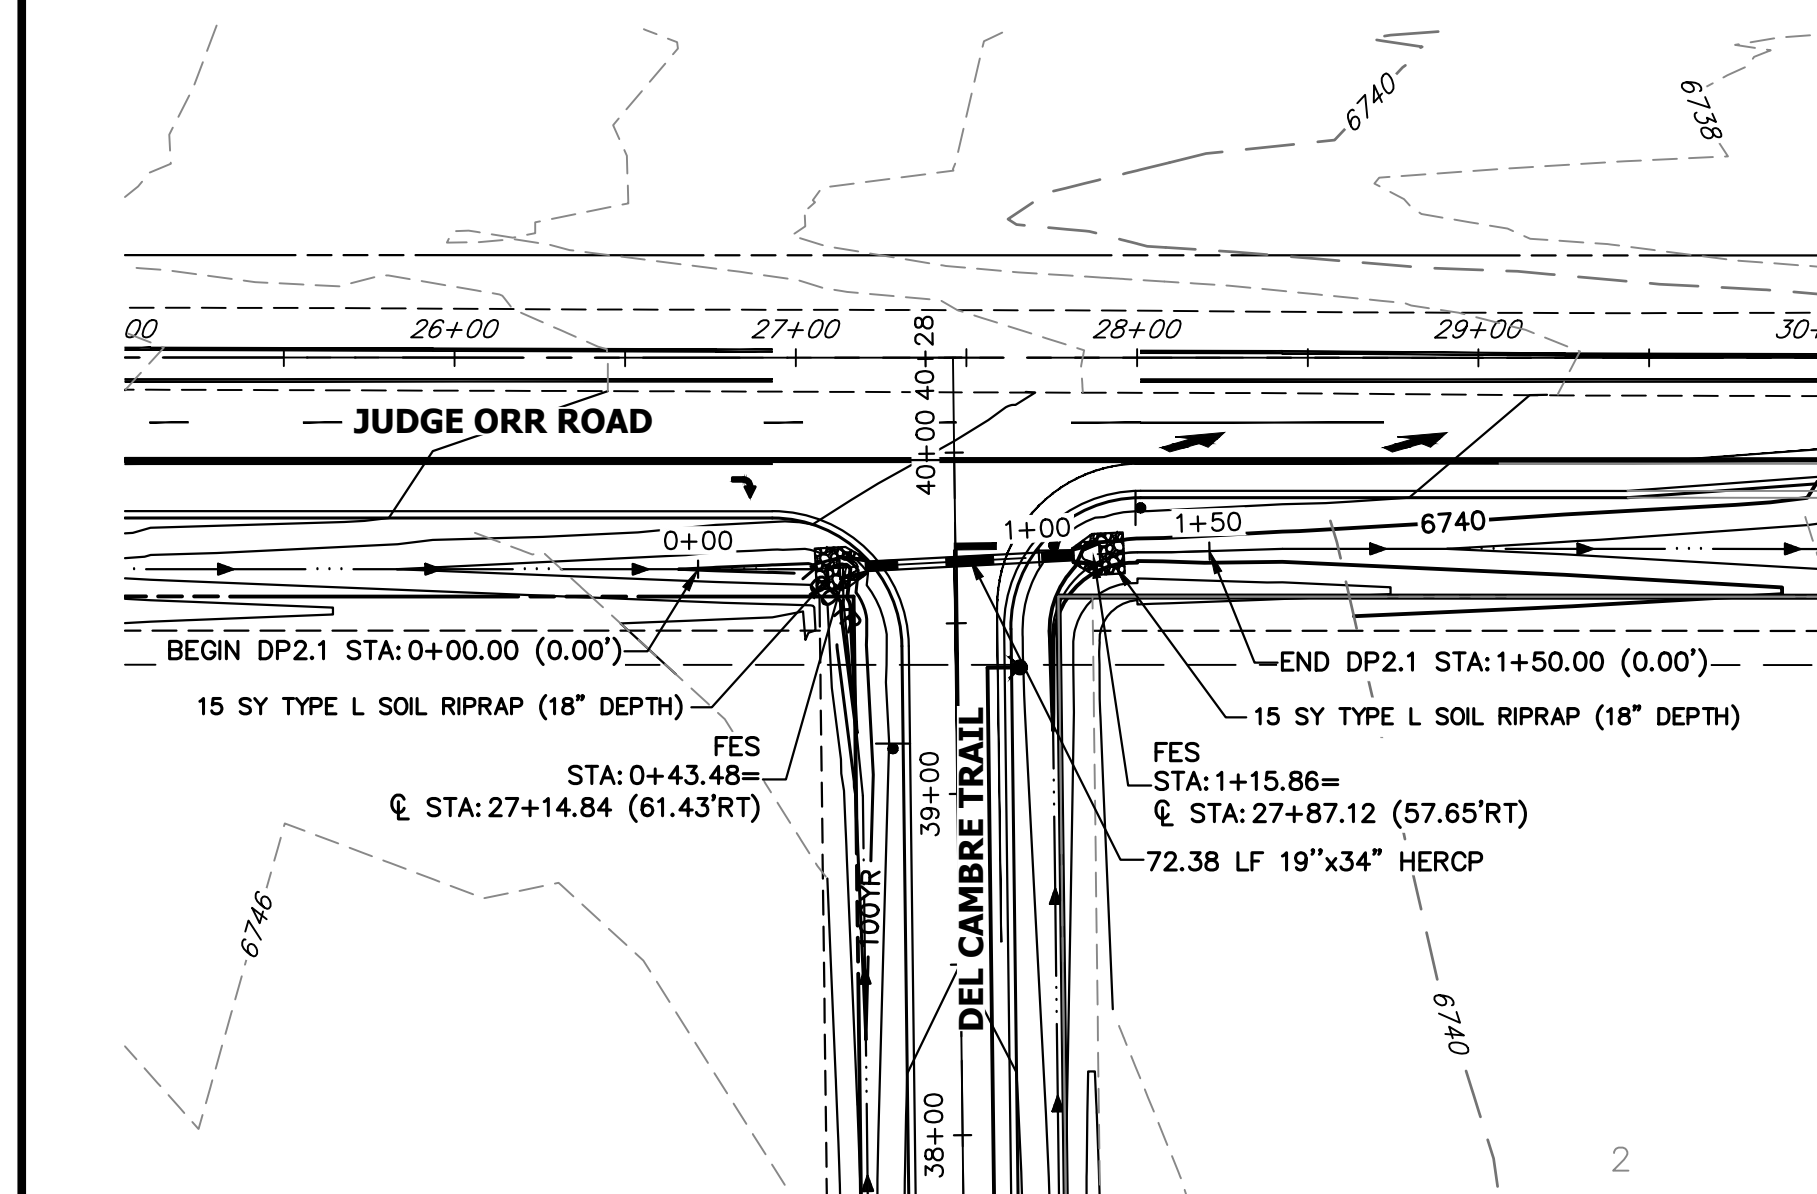 6740
6738
00
26+00
27+00
40+28
28+00
29+00
30+
JUDGE ORR ROAD
40+00
0+00
1+00
1+50
6740
BEGIN DP2.1 STA: 0+00.00 (0.00')
END DP2.1 STA: 1+50.00 (0.00')
15 SY TYPE L SOIL RIPRAP (18" DEPTH)
15 SY TYPE L SOIL RIPRAP (18" DEPTH)
FES
STA: 0+43.48=
℄ STA: 27+14.84 (61.43'RT)
FES
STA: 1+15.86=
℄ STA: 27+87.12 (57.65'RT)
72.38 LF 19"x34" HERCP
39+00
DEL CAMBRE TRAIL
100YR
6746
6740
38+00
2